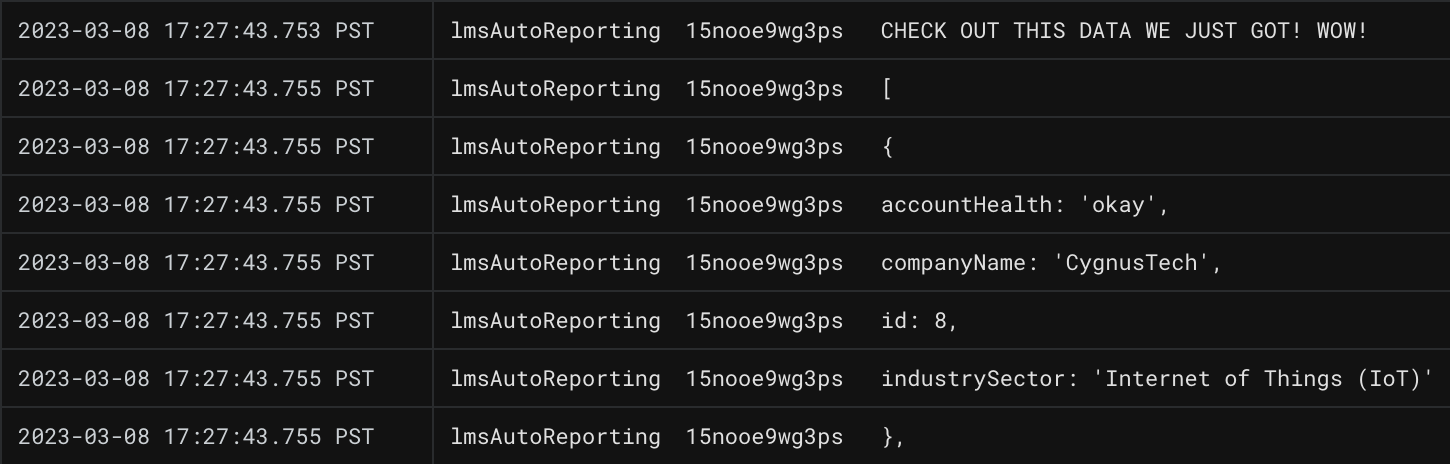 2023-03-08 17:27:43.753 PST lmsAutoReporting 15nooe9wg3ps CHECK OUT THIS DATA WE JUST GOT! WOW!
2023-03-08 17:27:43.755 PST lmsAutoReporting 15nooe9wg3ps [
2023-03-08 17:27:43.755 PST lmsAutoReporting 15nooe9wg3ps {
2023-03-08 17:27:43.755 PST lmsAutoReporting 15nooe9wg3ps accountHealth: 'okay',
2023-03-08 17:27:43.755 PST lmsAutoReporting 15nooe9wg3ps companyName: 'CygnusTech',
2023-03-08 17:27:43.755 PST lmsAutoReporting 15nooe9wg3ps id: 8,
2023-03-08 17:27:43.755 PST lmsAutoReporting 15nooe9wg3ps industrySector: 'Internet of Things (IoT)'
2023-03-08 17:27:43.755 PST lmsAutoReporting 15nooe9wg3ps },